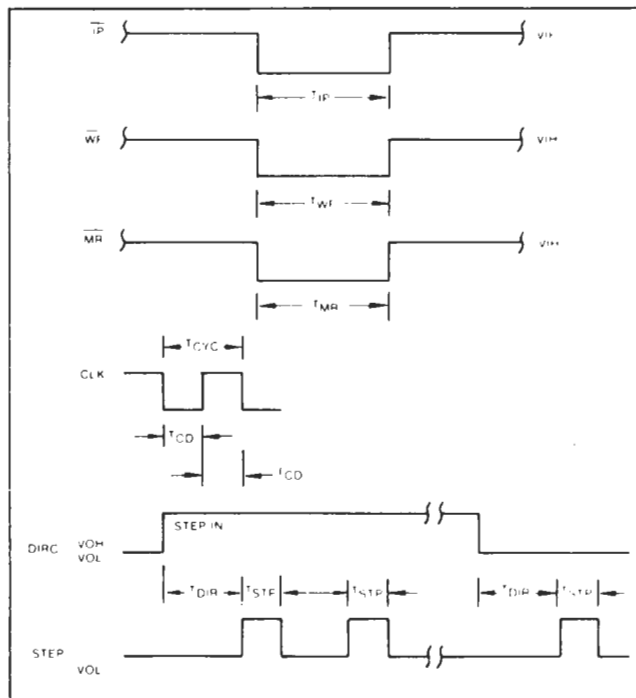 IP VIH
TIP
WF VIH
TWF
MR VIH
TMR
TCYC
CLK
TCD
TCD
STEP IN
DIRC VOH
VOL
TDIR TSTP TSTP TDIR TSTP
STEP
VOL